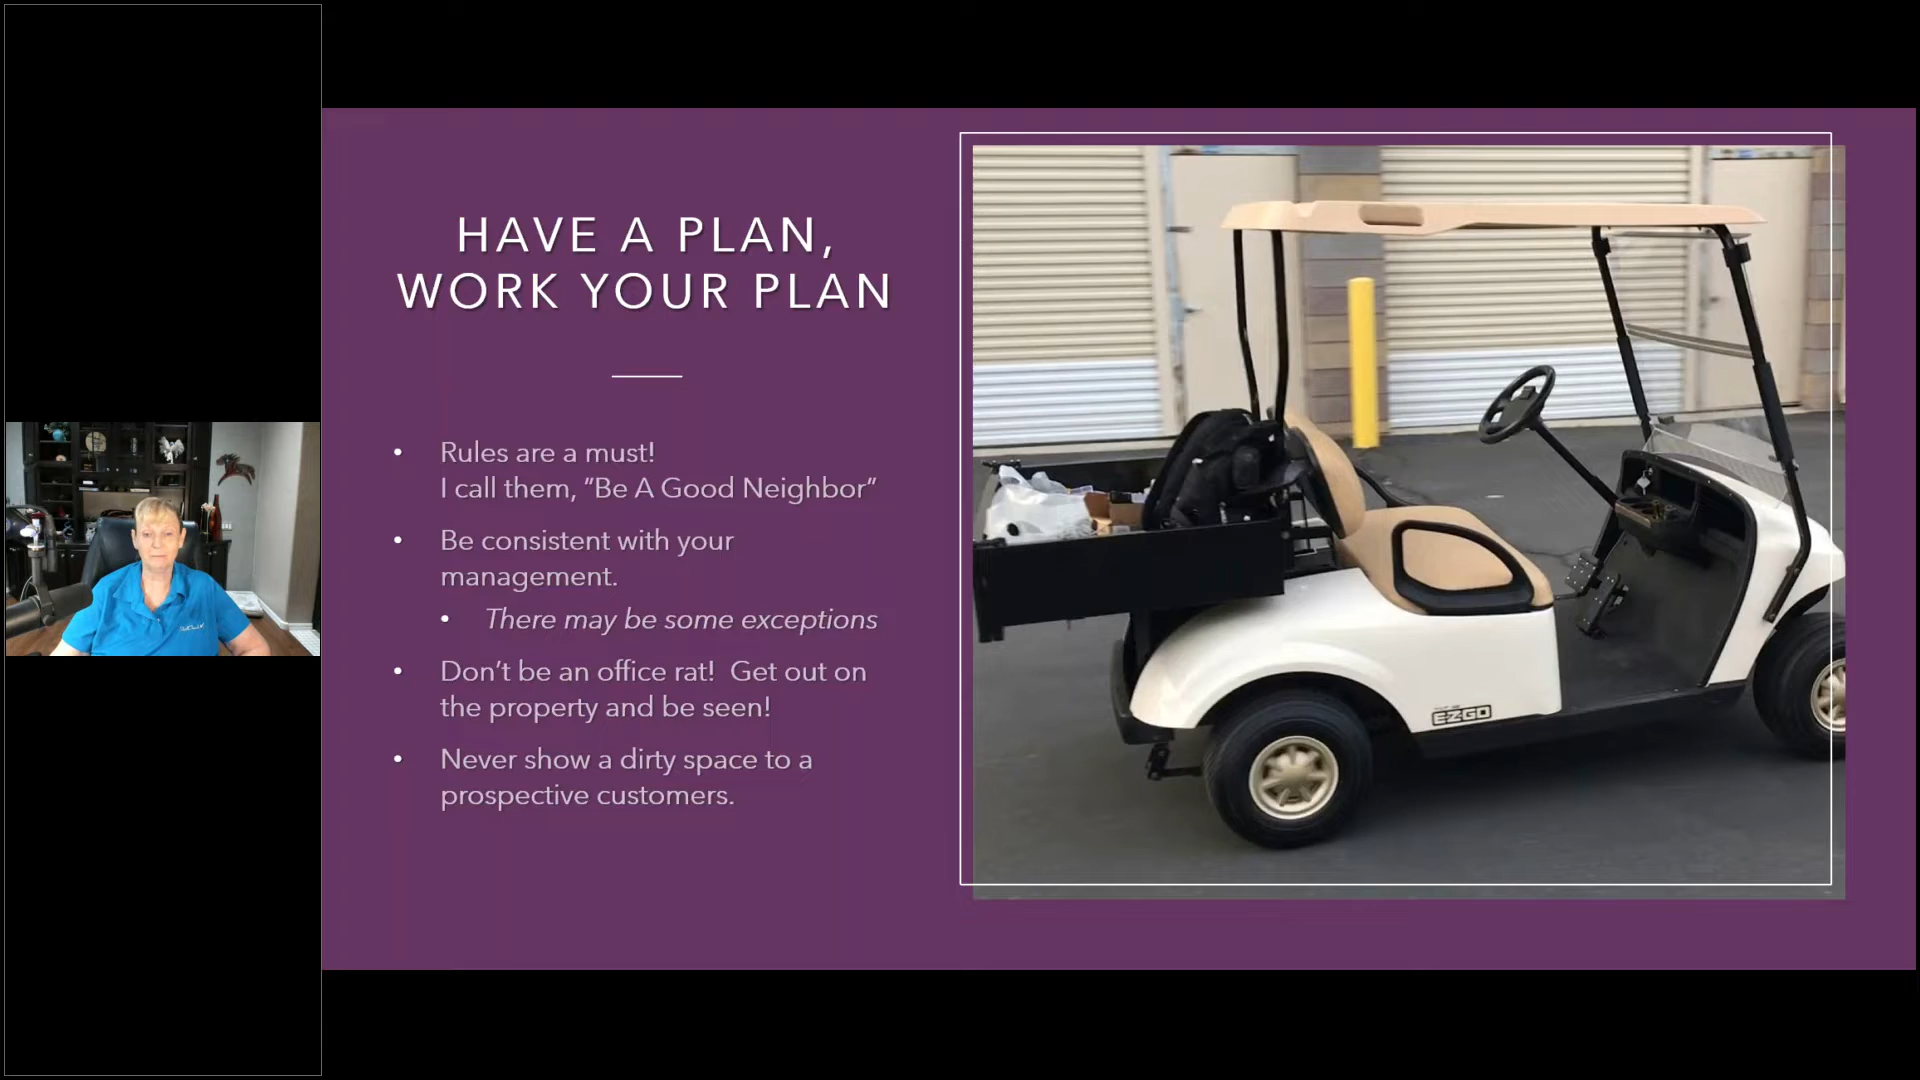 HAVE A PLAN,
WORK YOUR PLAN
• Rules are a must!
I call them, “Be A Good Neighbor”
• Be consistent with your
management.
• There may be some exceptions
• Don’t be an office rat!  Get out on
the property and be seen!
• Never show a dirty space to a
prospective customers.
EZGO